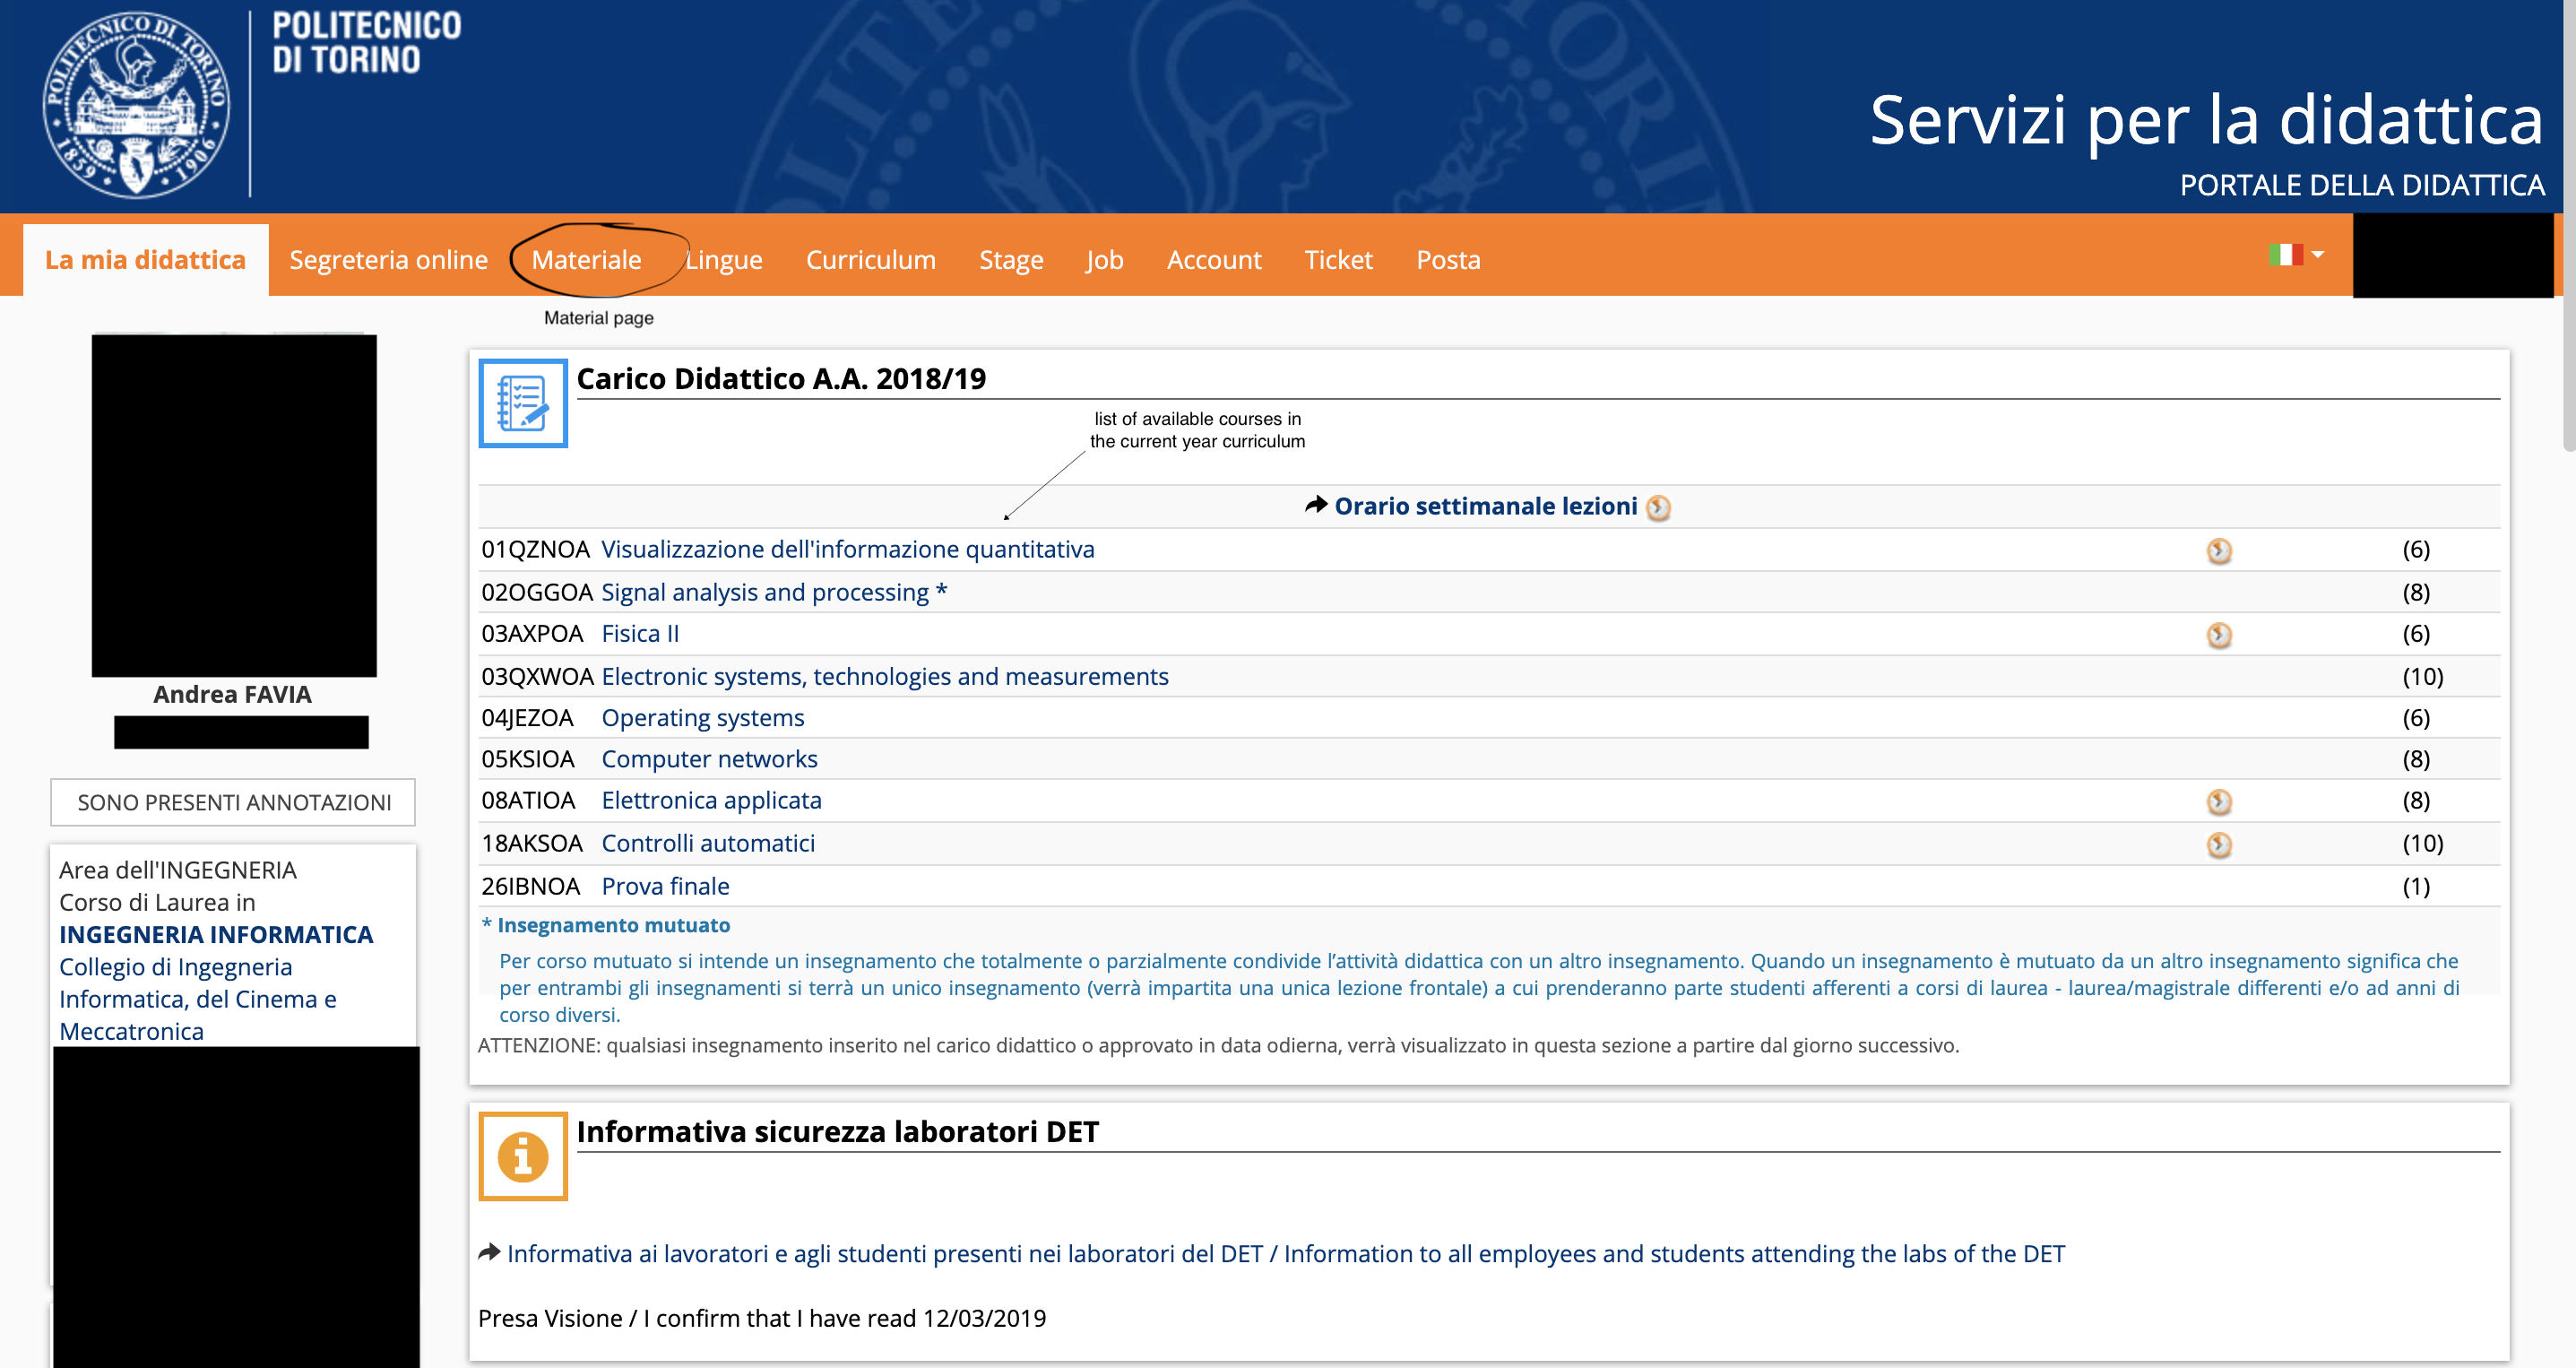 POLITECNICO
DI TORINO
POLITECNICO DI TORINO
1859 1906
Servizi per la didattica
PORTALE DELLA DIDATTICA
La mia didattica Segreteria online Materiale Lingue Curriculum Stage Job Account Ticket Posta
Material page
Andrea FAVIA
SONO PRESENTI ANNOTAZIONI
Area dell'INGEGNERIA
Corso di Laurea in
INGEGNERIA INFORMATICA
Collegio di Ingegneria
Informatica, del Cinema e
Meccatronica
Carico Didattico A.A. 2018/19
list of available courses in
the current year curriculum
Orario settimanale lezioni
01QZNOA Visualizzazione dell'informazione quantitativa (6)
02OGGOA Signal analysis and processing * (8)
03AXPOA Fisica II (6)
03QXWOA Electronic systems, technologies and measurements (10)
04JEZOA Operating systems (6)
05KSIOA Computer networks (8)
08ATIOA Elettronica applicata (8)
18AKSOA Controlli automatici (10)
26IBNOA Prova finale (1)
* Insegnamento mutuato
Per corso mutuato si intende un insegnamento che totalmente o parzialmente condivide l’attività didattica con un altro insegnamento. Quando un insegnamento è mutuato da un altro insegnamento significa che
per entrambi gli insegnamenti si terrà un unico insegnamento (verrà impartita una unica lezione frontale) a cui prenderanno parte studenti afferenti a corsi di laurea - laurea/magistrale differenti e/o ad anni di
corso diversi.
ATTENZIONE: qualsiasi insegnamento inserito nel carico didattico o approvato in data odierna, verrà visualizzato in questa sezione a partire dal giorno successivo.
Informativa sicurezza laboratori DET
Informativa ai lavoratori e agli studenti presenti nei laboratori del DET / Information to all employees and students attending the labs of the DET
Presa Visione / I confirm that I have read 12/03/2019